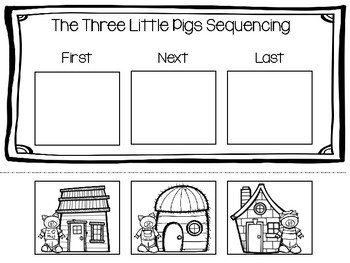 The Three Little Pigs Sequencing
First Next Last